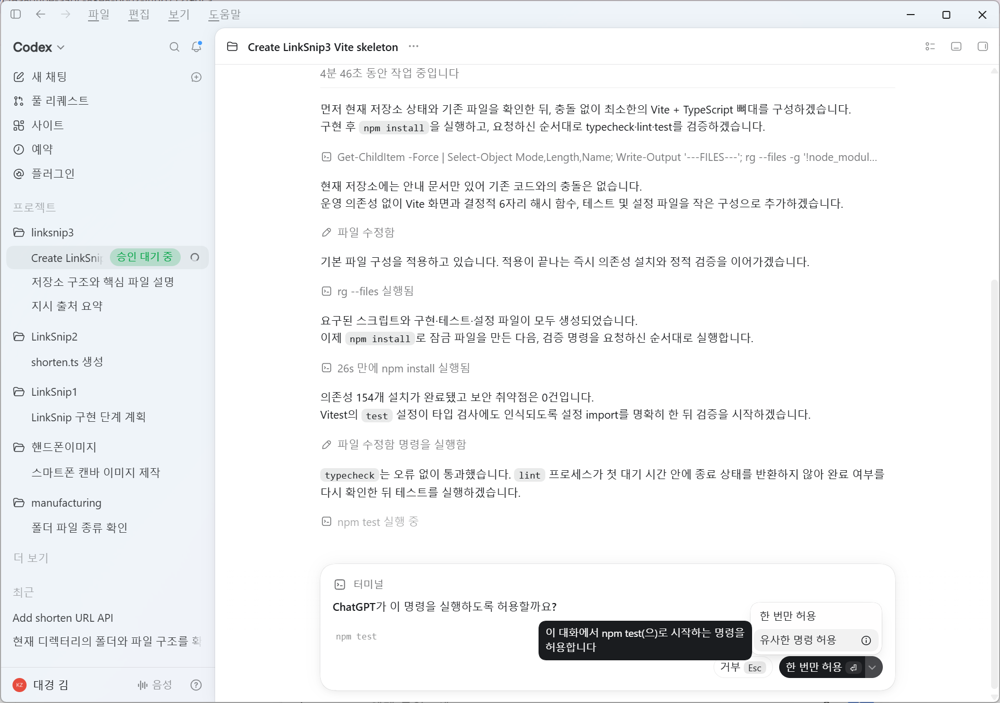 파일 편집 보기 도움말
Codex
새 채팅
풀 리퀘스트
사이트
예약
플러그인
프로젝트
linksnip3
Create LinkSnip 승인 대기 중
저장소 구조와 핵심 파일 설명
지시 출처 요약
LinkSnip2
shorten.ts 생성
LinkSnip1
LinkSnip 구현 단계 계획
핸드폰이미지
스마트폰 캔바 이미지 제작
manufacturing
폴더 파일 종류 확인
더 보기
최근
Add shorten URL API
현재 디렉터리의 폴더와 파일 구조를 확
KZ 대경 김 음성
Create LinkSnip3 Vite skeleton
4분 46초 동안 작업 중입니다
먼저 현재 저장소 상태와 기존 파일을 확인한 뒤, 충돌 없이 최소한의 Vite + TypeScript 뼈대를 구성하겠습니다.
구현 후 npm install을 실행하고, 요청하신 순서대로 typecheck·lint·test를 검증하겠습니다.
Get-ChildItem -Force | Select-Object Mode,Length,Name; Write-Output '---FILES---'; rg --files -g '!node_modul...
현재 저장소에는 안내 문서만 있어 기존 코드와의 충돌은 없습니다.
운영 의존성 없이 Vite 화면과 결정적 6자리 해시 함수, 테스트 및 설정 파일을 작은 구성으로 추가하겠습니다.
파일 수정함
기본 파일 구성을 적용하고 있습니다. 적용이 끝나는 즉시 의존성 설치와 정적 검증을 이어가겠습니다.
rg --files 실행됨
요구된 스크립트와 구현·테스트·설정 파일이 모두 생성되었습니다.
이제 npm install로 잠금 파일을 만든 다음, 검증 명령을 요청하신 순서대로 실행합니다.
26s 만에 npm install 실행됨
의존성 154개 설치가 완료됐고 보안 취약점은 0건입니다.
Vitest의 test 설정이 타입 검사에도 인식되도록 설정 import를 명확히 한 뒤 검증을 시작하겠습니다.
파일 수정함 명령을 실행함
typecheck는 오류 없이 통과했습니다. lint 프로세스가 첫 대기 시간 안에 종료 상태를 반환하지 않아 완료 여부를
다시 확인한 뒤 테스트를 실행하겠습니다.
npm test 실행 중
터미널
ChatGPT가 이 명령을 실행하도록 허용할까요?
npm test
이 대화에서 npm test(으)로 시작하는 명령을
허용합니다
한 번만 허용
유사한 명령 허용
거부 Esc
한 번만 허용